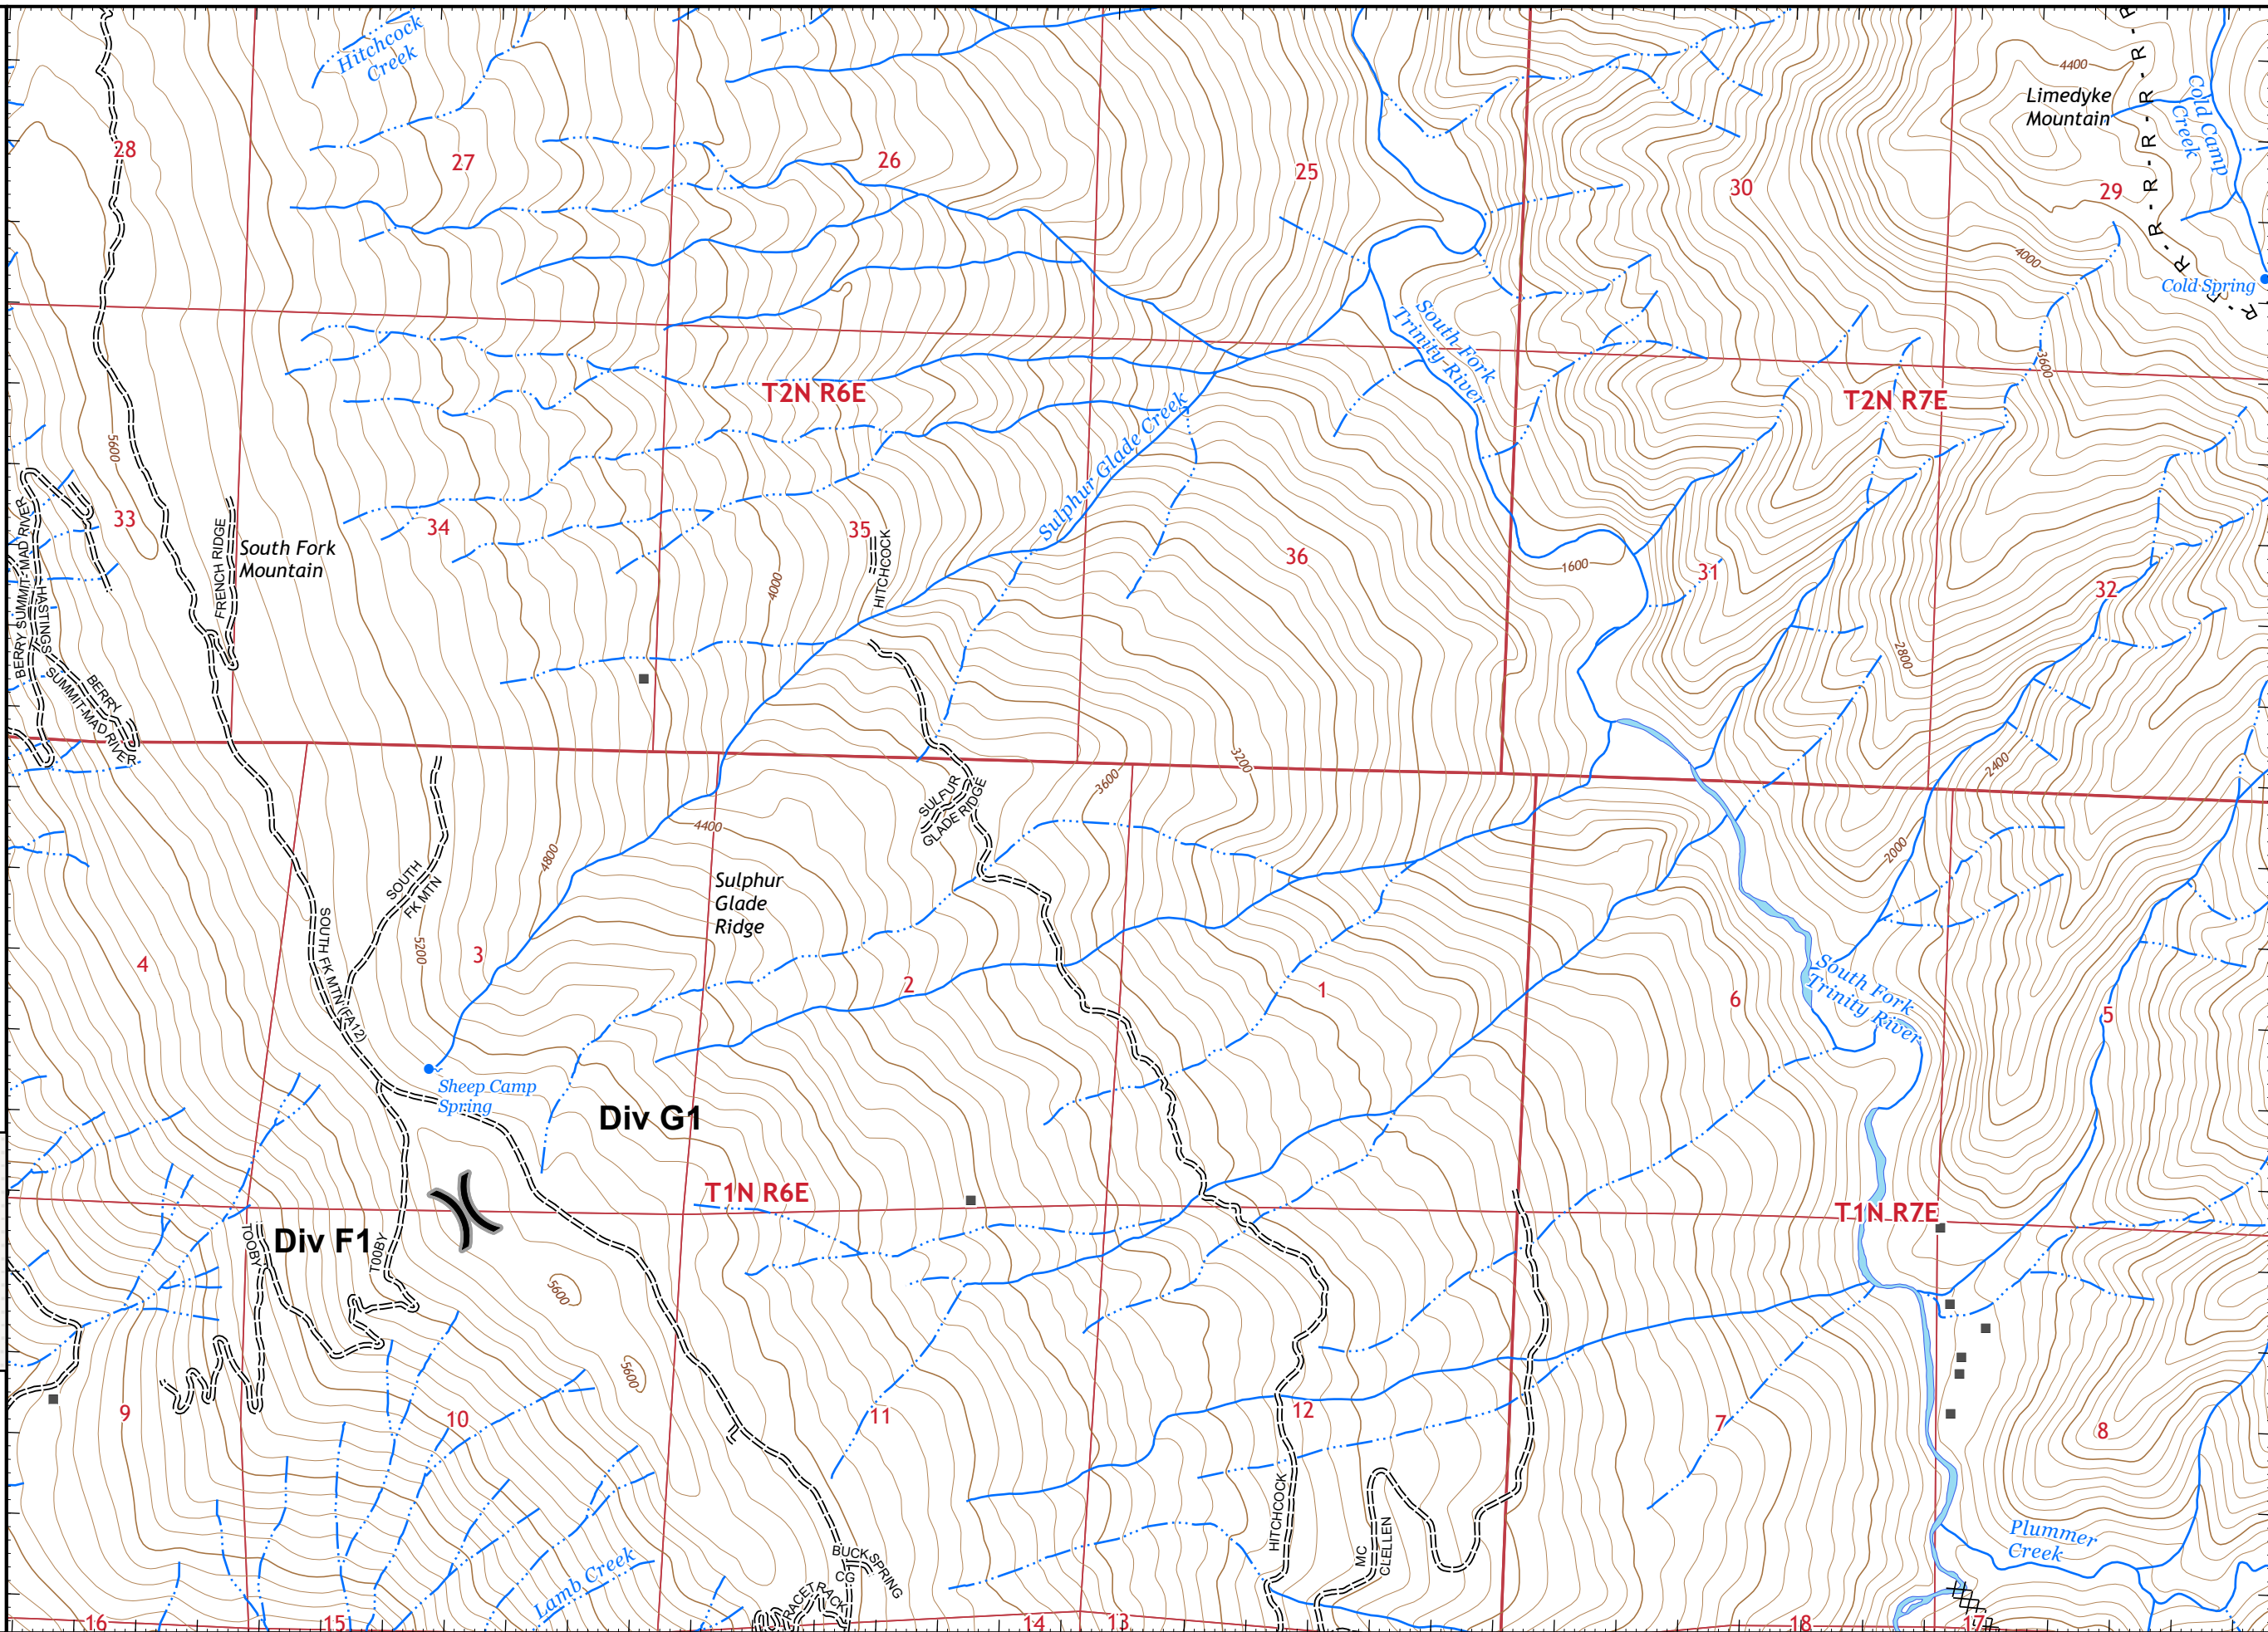 Hitchcock
Creek
4400
Limedyke
Mountain
Cold Camp
Creek
28
27
26
25
30
29
R - R - R - R - R - R - R - R
4000
Cold Spring
South Fork
Trinity River
3600
T2N R6E
T2N R7E
5600
Sulphur Glade Creek
33
34
35
36
31
32
HITCHCOCK
FRENCH RIDGE
South Fork
Mountain
1600
4000
BERRY SUMMIT-MAD RIVER
HASTINGS
2800
BERRY
SUMMIT-MAD RIVER
3200
3600
2400
SULFUR
GLADE RIDGE
4400
4800
2000
SOUTH
FK MTN
Sulphur
Glade
Ridge
SOUTH FK MTN (FA12)
5200
4
3
2
1
6
5
South Fork
Trinity River
Sheep Camp
Spring
Div G1
T1N R6E
T1N R7E
Div F1
TOOBY
TOOBY
5600
5600
9
10
11
12
7
8
HITCHCOCK
MC
CLELLEN
Plummer
Creek
BUCK SPRING
CG
RACETRACK
Lamb Creek
16
15
14
13
18
17